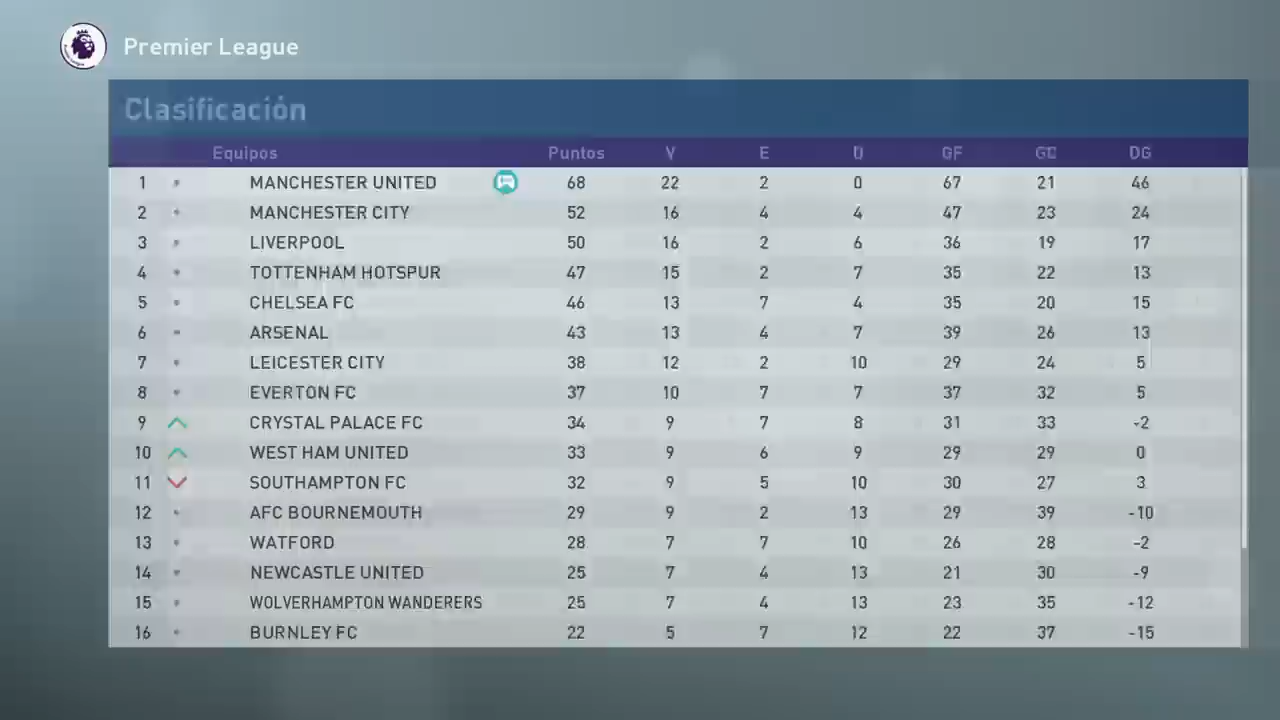 Premier League
Clasificación
Equipos Puntos V E D GF GC DG
1 MANCHESTER UNITED 68 22 2 0 67 21 46
2 MANCHESTER CITY 52 16 4 4 47 23 24
3 LIVERPOOL 50 16 2 6 36 19 17
4 TOTTENHAM HOTSPUR 47 15 2 7 35 22 13
5 CHELSEA FC 46 13 7 4 35 20 15
6 ARSENAL 43 13 4 7 39 26 13
7 LEICESTER CITY 38 12 2 10 29 24 5
8 EVERTON FC 37 10 7 7 37 32 5
9 CRYSTAL PALACE FC 34 9 7 8 31 33 -2
10 WEST HAM UNITED 33 9 6 9 29 29 0
11 SOUTHAMPTON FC 32 9 5 10 30 27 3
12 AFC BOURNEMOUTH 29 9 2 13 29 39 -10
13 WATFORD 28 7 7 10 26 28 -2
14 NEWCASTLE UNITED 25 7 4 13 21 30 -9
15 WOLVERHAMPTON WANDERERS 25 7 4 13 23 35 -12
16 BURNLEY FC 22 5 7 12 22 37 -15